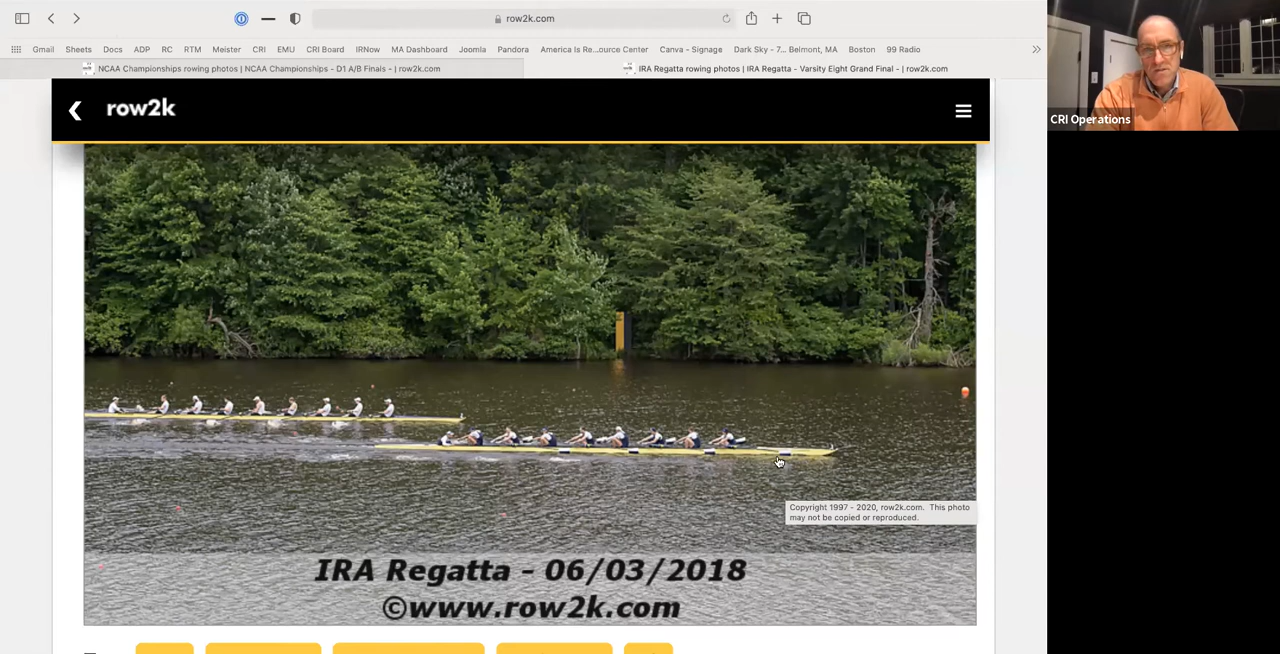 row2k.com
Gmail Sheets Docs ADP RC RTM Meister CRI EMU CRI Board IRNow MA Dashboard Joomla Pandora America Is Re...ource Center Canva - Signage Dark Sky - 7... Belmont, MA Boston 99 Radio
NCAA Championships rowing photos | NCAA Championships - D1 A/B Finals - | row2k.com
IRA Regatta rowing photos | IRA Regatta - Varsity Eight Grand Final - | row2k.com
row2k
CRI Operations
Copyright 1997 - 2020, row2k.com. This photo
may not be copied or reproduced.
IRA Regatta - 06/03/2018
©www.row2k.com